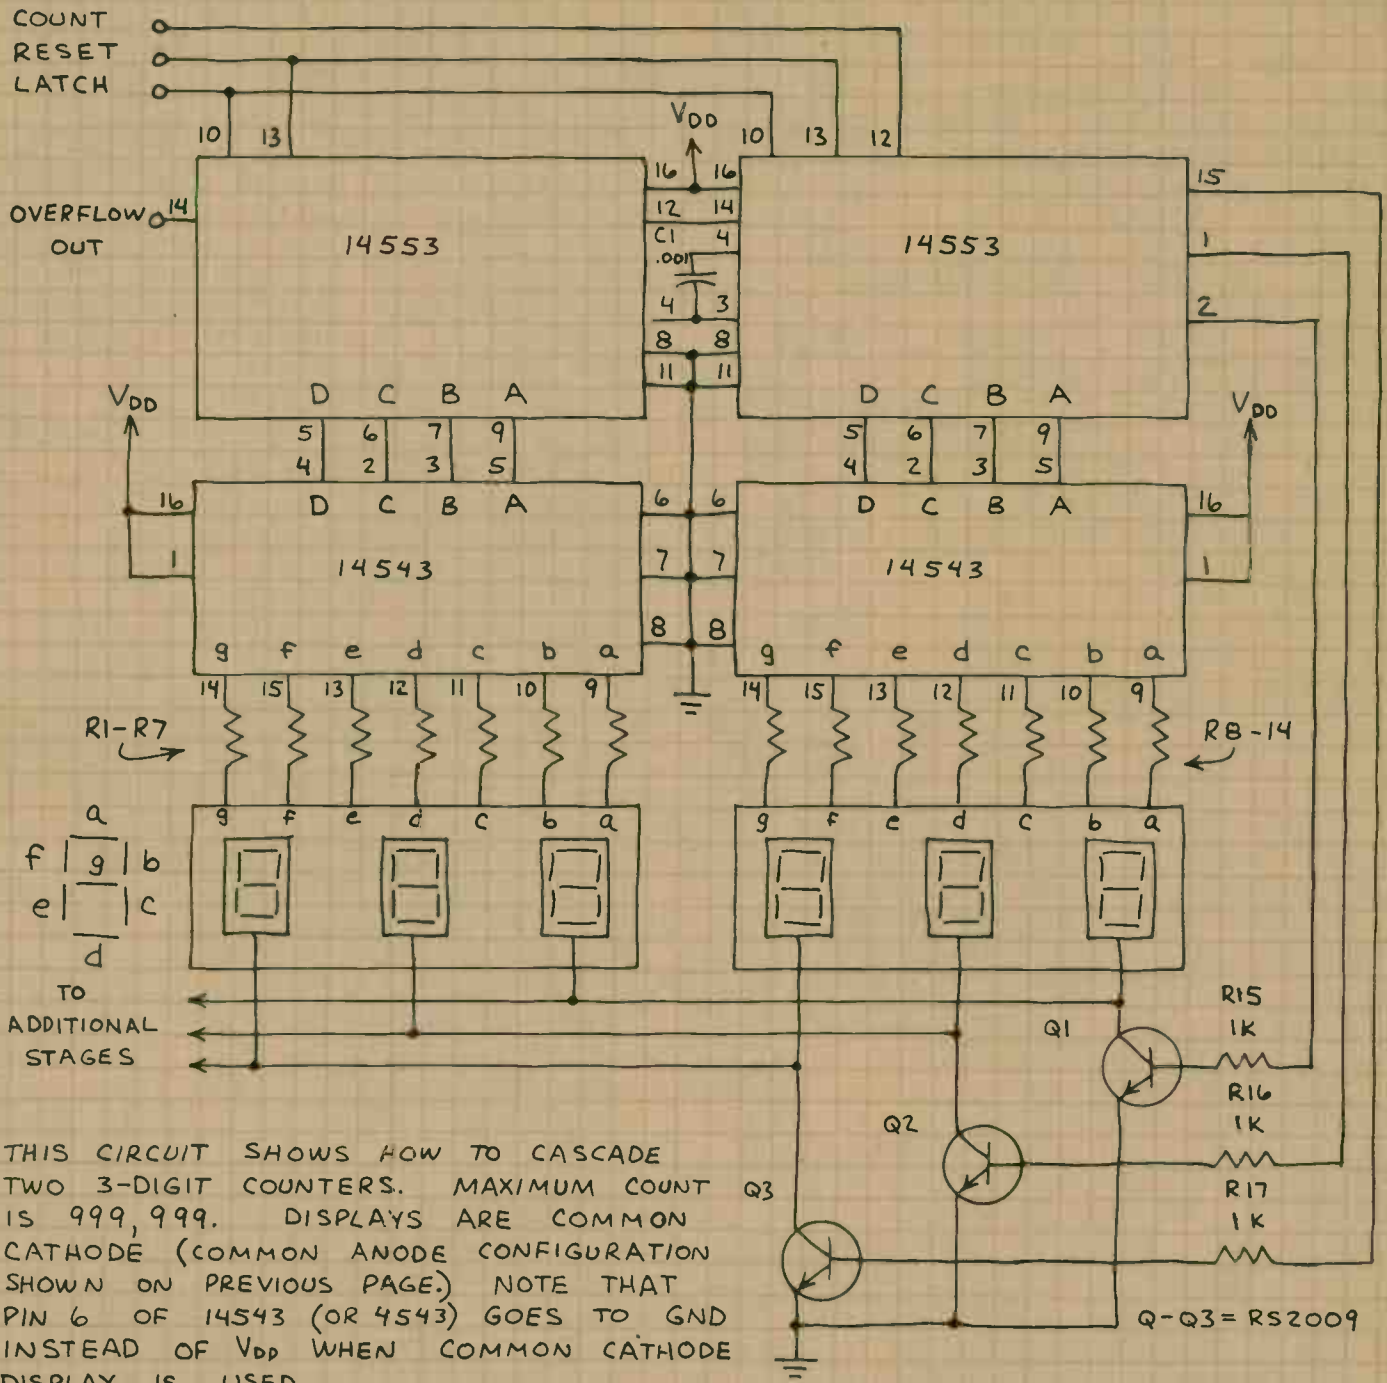 COUNT
RESET
LATCH
10 13
10 13 12
VDD
OVERFLOW 14
OUT
14553
16 16
12 14
C1 4
.001
4 3
8 8
11 11
14553
15
1
2
VDD
D C B A
5 6 7 9
4 2 3 5
D C B A
D C B A
5 6 7 9
4 2 3 5
D C B A
VDD
16
1
14543
6 6
7 7
8 8
14543
16
1
g f e d c b a
14 15 13 12 11 10 9
g f e d c b a
14 15 13 12 11 10 9
R1-R7
R8-14
g f e d c b a
g f e d c b a
a
f g b
e c
d
TO
ADDITIONAL
STAGES
Q1
R15
1K
R16
1K
Q2
R17
1K
Q3
THIS CIRCUIT SHOWS HOW TO CASCADE
TWO 3-DIGIT COUNTERS. MAXIMUM COUNT
IS 999,999. DISPLAYS ARE COMMON
CATHODE (COMMON ANODE CONFIGURATION
SHOWN ON PREVIOUS PAGE.) NOTE THAT
PIN 6 OF 14543 (OR 4543) GOES TO GND
INSTEAD OF VDD WHEN COMMON CATHODE
DISPLAY IS USED
Q-Q3 = RS2009